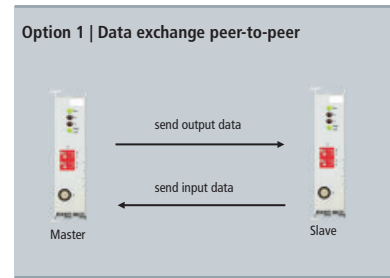 Option 1 | Data exchange peer-to-peer
send output data
send input data
Master
Slave